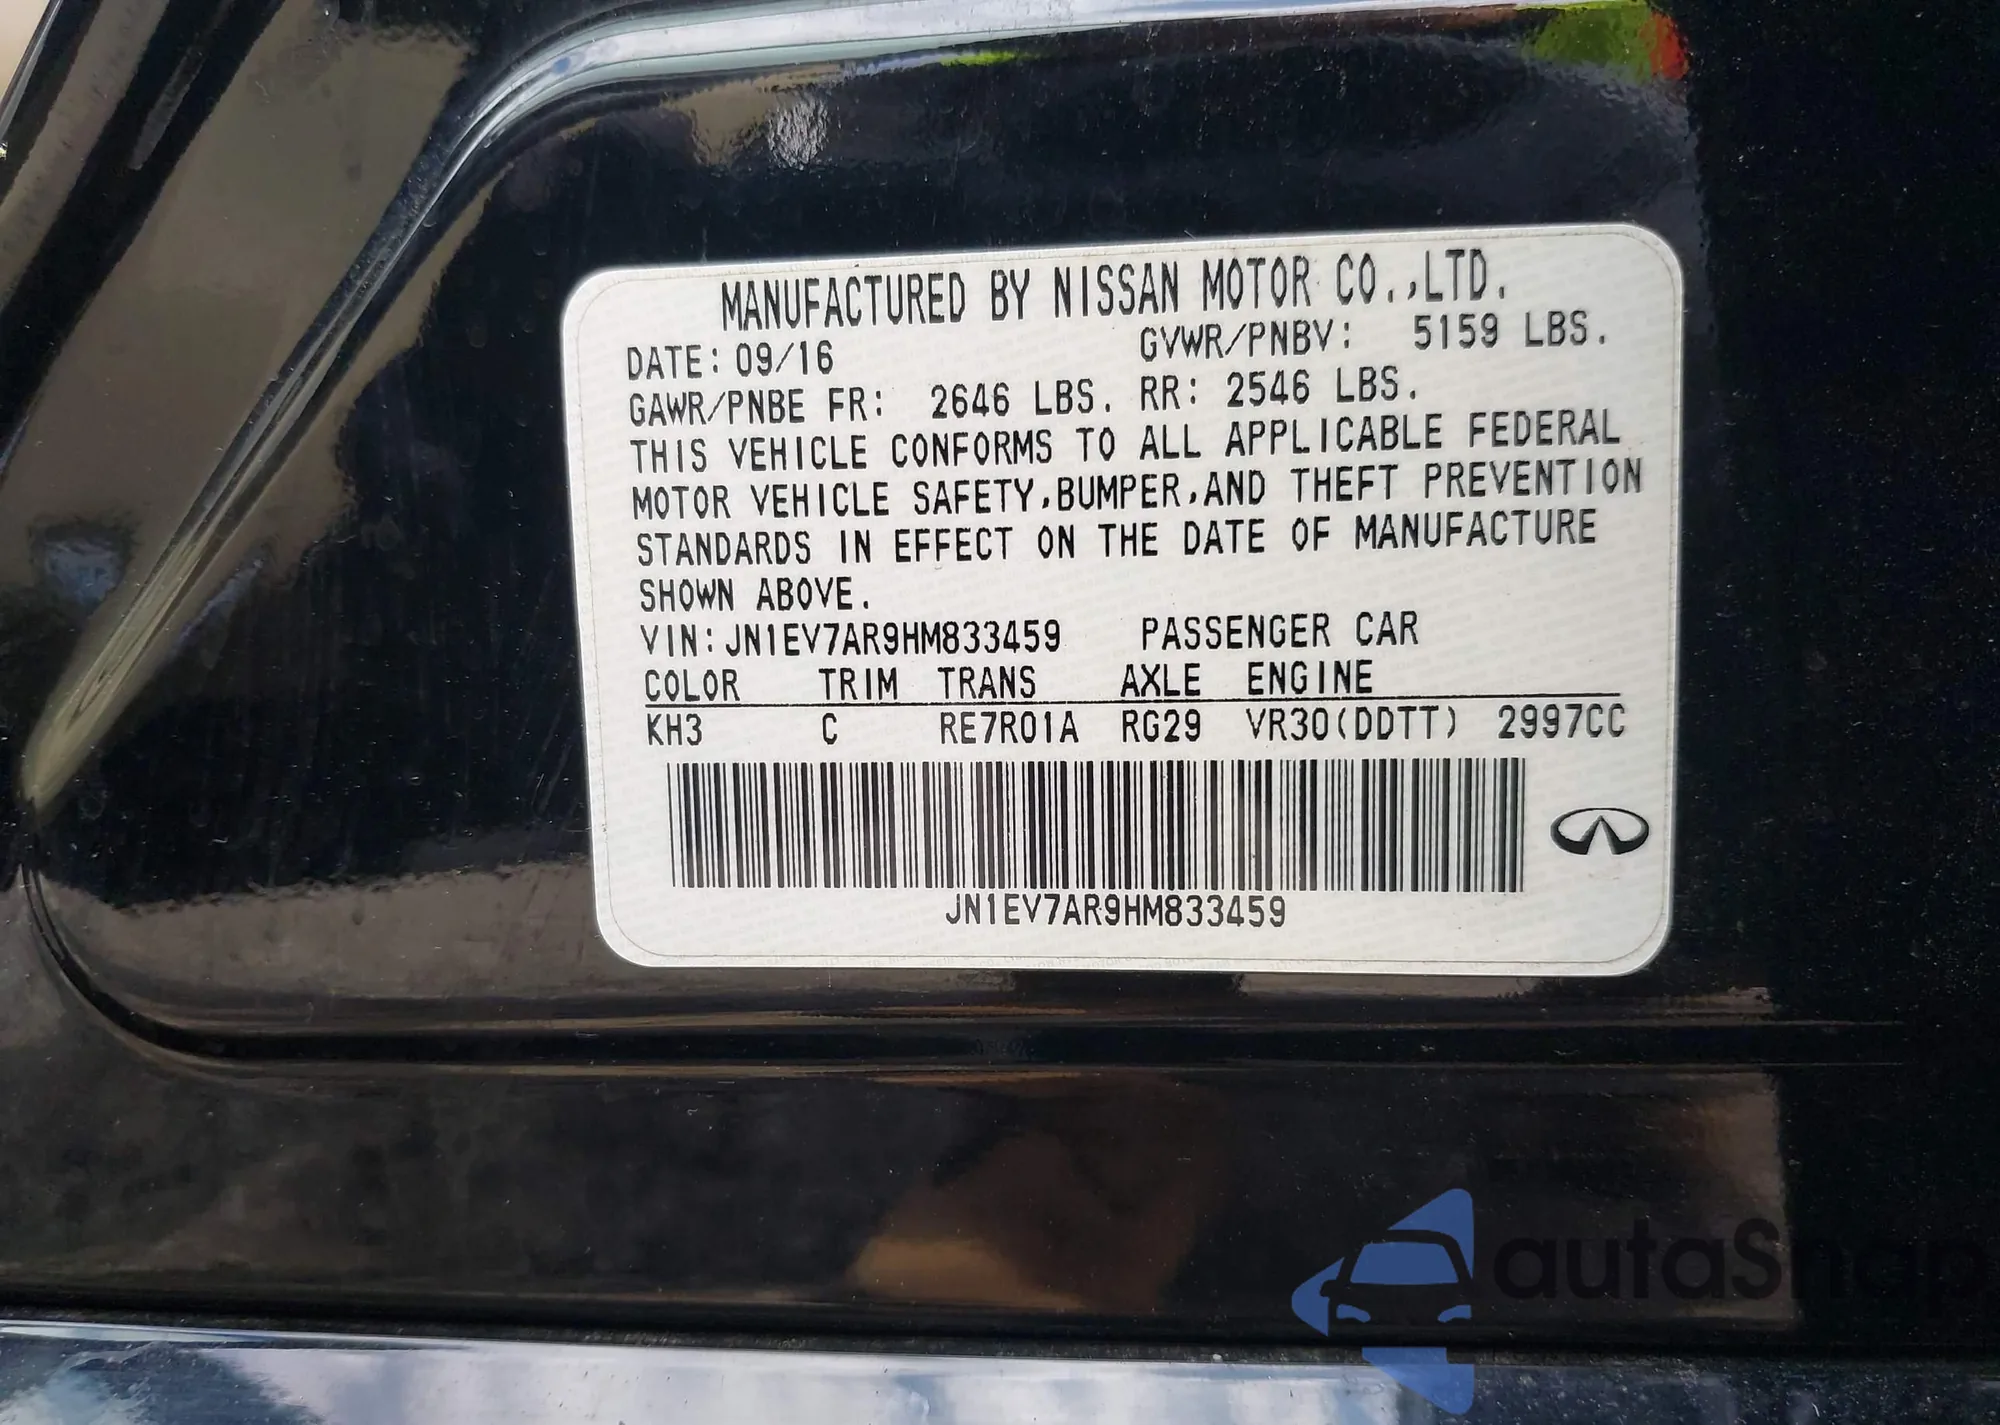 MANUFACTURED BY NISSAN MOTOR CO.,LTD.
DATE: 09/16 GVWR/PNBV: 5159 LBS.
GAWR/PNBE FR: 2646 LBS. RR: 2546 LBS.
THIS VEHICLE CONFORMS TO ALL APPLICABLE FEDERAL
MOTOR VEHICLE SAFETY,BUMPER,AND THEFT PREVENTION
STANDARDS IN EFFECT ON THE DATE OF MANUFACTURE
SHOWN ABOVE.
VIN:JN1EV7AR9HM833459 PASSENGER CAR
COLOR TRIM TRANS AXLE ENGINE
KH3 C RE7R01A RG29 VR30(DDTT) 2997CC
JN1EV7AR9HM833459
autaSnap